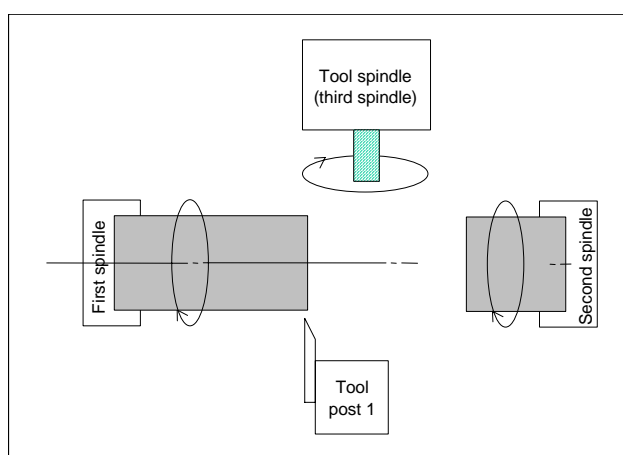 Tool spindle
(third spindle)
First spindle
Second spindle
Tool
post 1